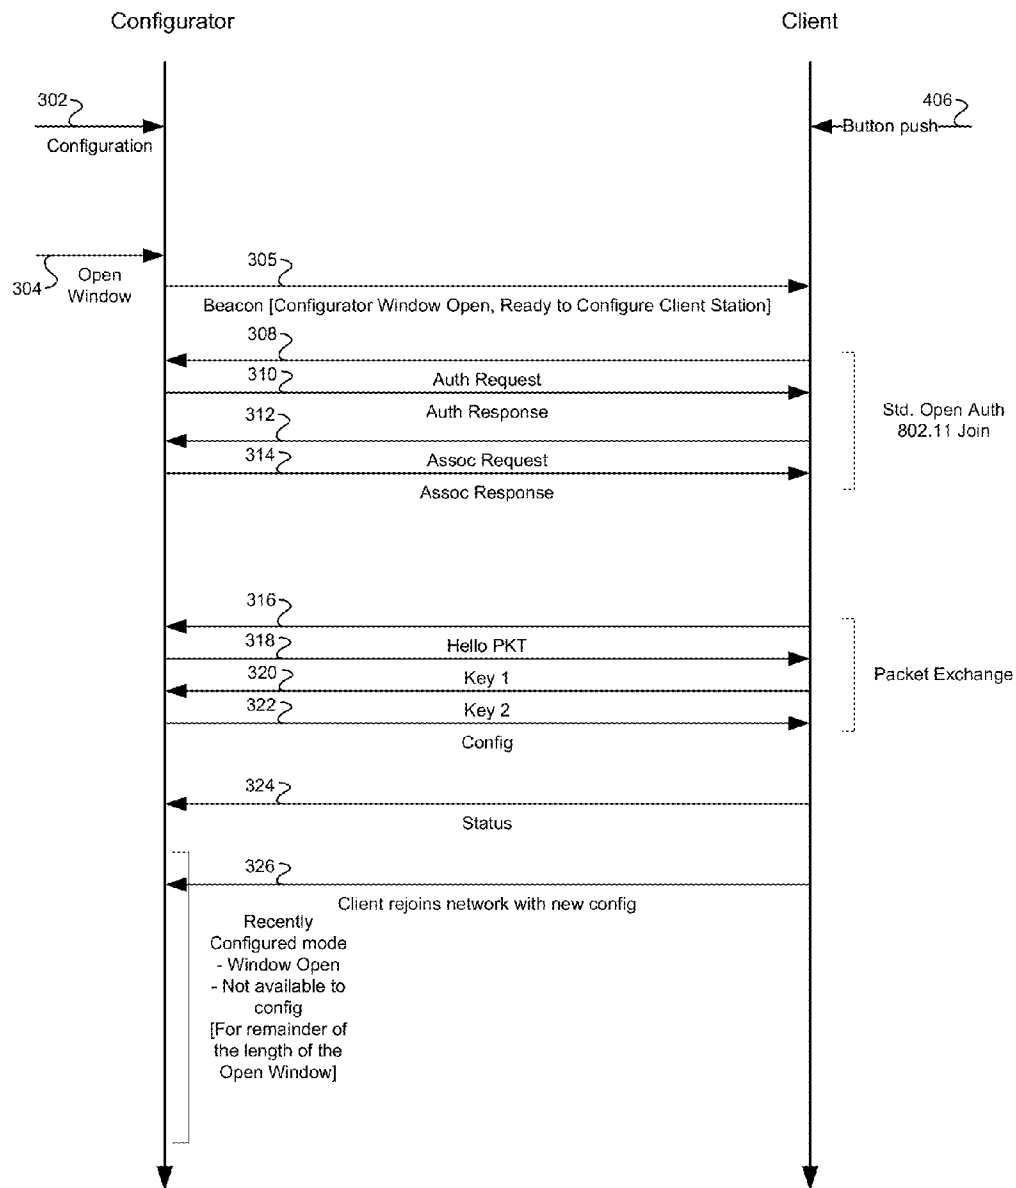 Configurator
Client
302
406
Configuration
Button push
304
Open
Window
305
Beacon [Configurator Window Open, Ready to Configure Client Station]
308
310
Auth Request
312
Auth Response
314
Assoc Request
Assoc Response
Std. Open Auth
802.11 Join
316
318
Hello PKT
320
Key 1
322
Key 2
Config
Packet Exchange
324
Status
326
Client rejoins network with new config
Recently
Configured mode
- Window Open
- Not available to
config
[For remainder of
the length of the
Open Window]